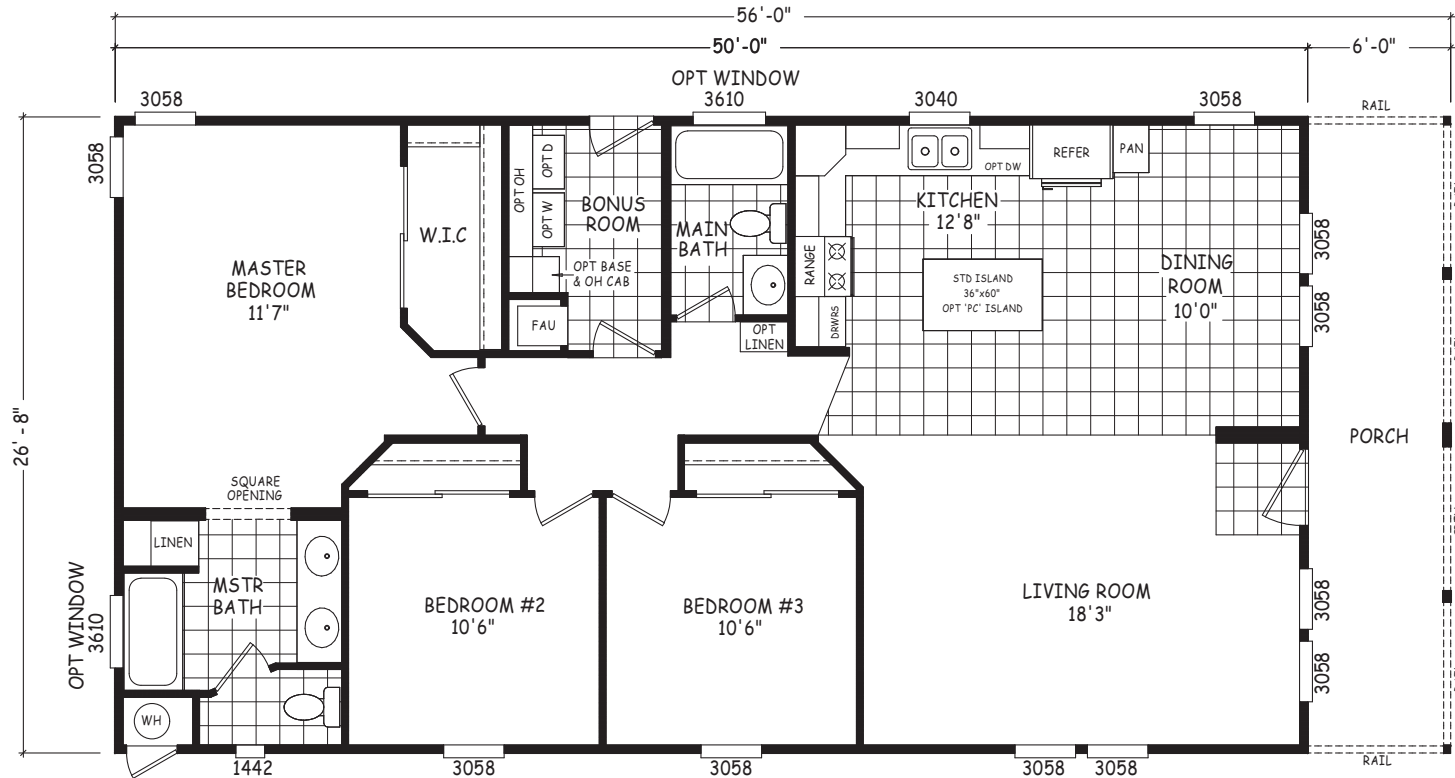 56'-0"
50'-0"
6'-0"
OPT WINDOW
3058
3610
3040
3058
RAIL
3058
26'-8"
W.I.C
OPT OH
OPT D
OPT W
BONUS
ROOM
OPT BASE
& OH CAB
FAU
MAIN
BATH
OPT
LINEN
OPT DW
REFER
PAN
KITCHEN
12'8"
RANGE
DRWRS
STD ISLAND
36"x60"
OPT 'PC' ISLAND
DINING
ROOM
10'0"
3058
3058
MASTER
BEDROOM
11'7"
PORCH
SQUARE
OPENING
LINEN
MSTR
BATH
OPT WINDOW
3610
WH
BEDROOM #2
10'6"
BEDROOM #3
10'6"
LIVING ROOM
18'3"
3058
3058
1442
3058
3058
3058
3058
RAIL